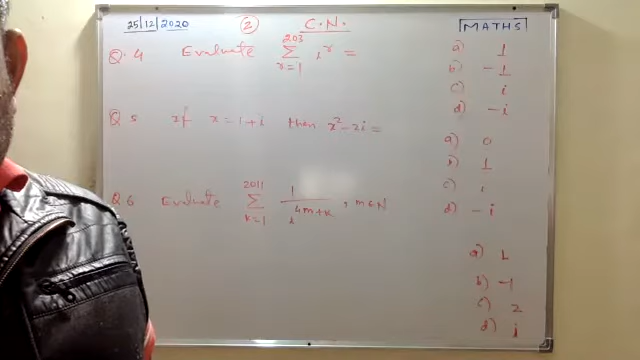 25/12/2020
2
C.N.
MATHS
203
Q.4 Evaluate ∑ i^r =
r=1
a) 1
b) -1
c) i
d) -i
Q 5 If x = 1+i then x²-2i =
a) 0
b) 1
c) i
d) -i
2011
Q 6 Evaluate ∑ 1/i^(4m+k) , m∈N
k=1
a) 1
b) -1
c) 2
d) i